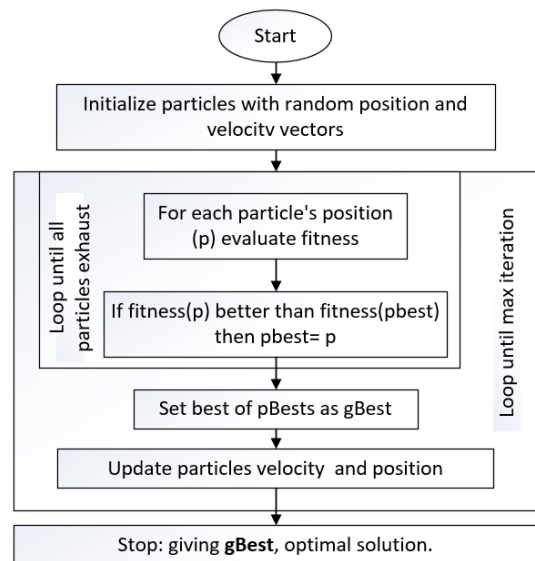 Start
Initialize particles with random position and
velocitv vectors
Loop until all
particles exhaust
For each particle's position
(p) evaluate fitness
If fitness(p) better than fitness(pbest)
then pbest= p
Loop until max iteration
Set best of pBests as gBest
Update particles velocity and position
Stop: giving gBest, optimal solution.